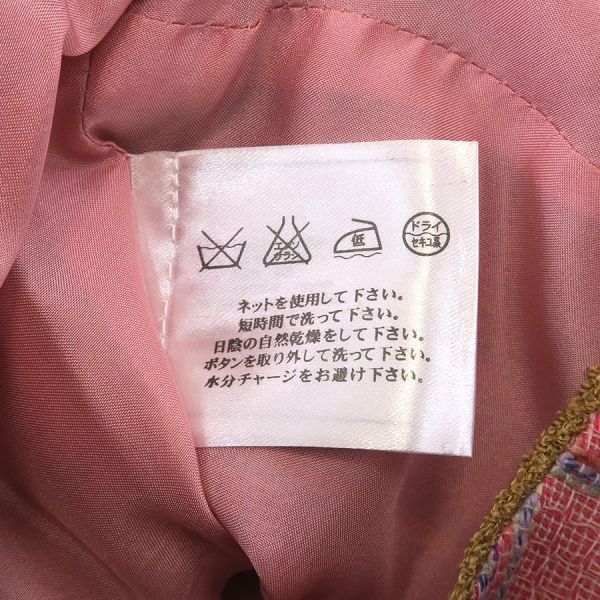 エンソ
サラシ
低
ドライ
セキユ系
ネットを使用して下さい。
短時間で洗って下さい。
日陰の自然乾燥をして下さい。
ボタンを取り外して洗って下さい。
水分チャージをお避け下さい。